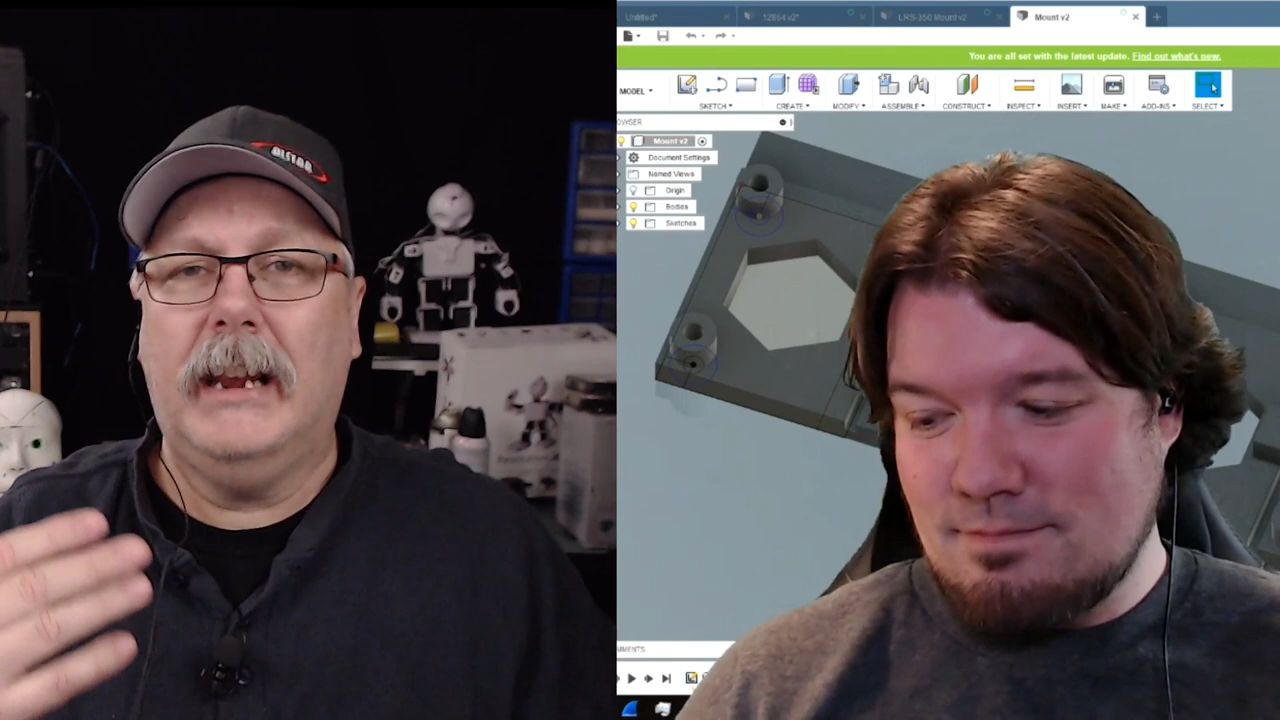 Untitled*
12864 v2*
LRS-350 Mount v2
Mount v2
You are all set with the latest update. Find out what's new.
MODEL
SKETCH
CREATE
MODIFY
ASSEMBLE
CONSTRUCT
INSPECT
INSERT
MAKE
ADD-INS
SELECT
OWSER
Mount v2
Document Settings
Named Views
Origin
Bodies
Sketches
MMENTS